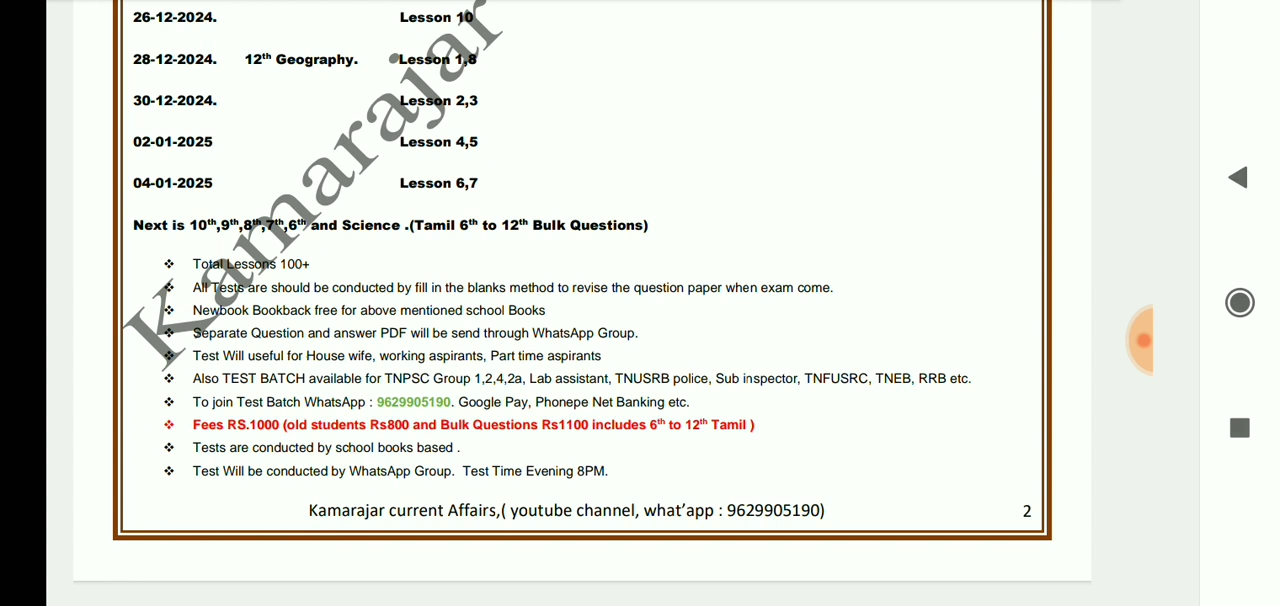 26-12-2024. Lesson 10
28-12-2024. 12th Geography. Lesson 1,8
30-12-2024. Lesson 2,3
02-01-2025 Lesson 4,5
04-01-2025 Lesson 6,7
Next is 10th,9th,8th,7th,6th and Science .(Tamil 6th to 12th Bulk Questions)
❖ Total Lessons 100+
❖ All Tests are should be conducted by fill in the blanks method to revise the question paper when exam come.
❖ Newbook Bookback free for above mentioned school Books
❖ Separate Question and answer PDF will be send through WhatsApp Group.
❖ Test Will useful for House wife, working aspirants, Part time aspirants
❖ Also TEST BATCH available for TNPSC Group 1,2,4,2a, Lab assistant, TNUSRB police, Sub inspector, TNFUSRC, TNEB, RRB etc.
❖ To join Test Batch WhatsApp : 9629905190. Google Pay, Phonepe Net Banking etc.
❖ Fees RS.1000 (old students Rs800 and Bulk Questions Rs1100 includes 6th to 12th Tamil )
❖ Tests are conducted by school books based .
❖ Test Will be conducted by WhatsApp Group. Test Time Evening 8PM.
Kamarajar current Affairs,( youtube channel, what'app : 9629905190) 2
Kamarajar